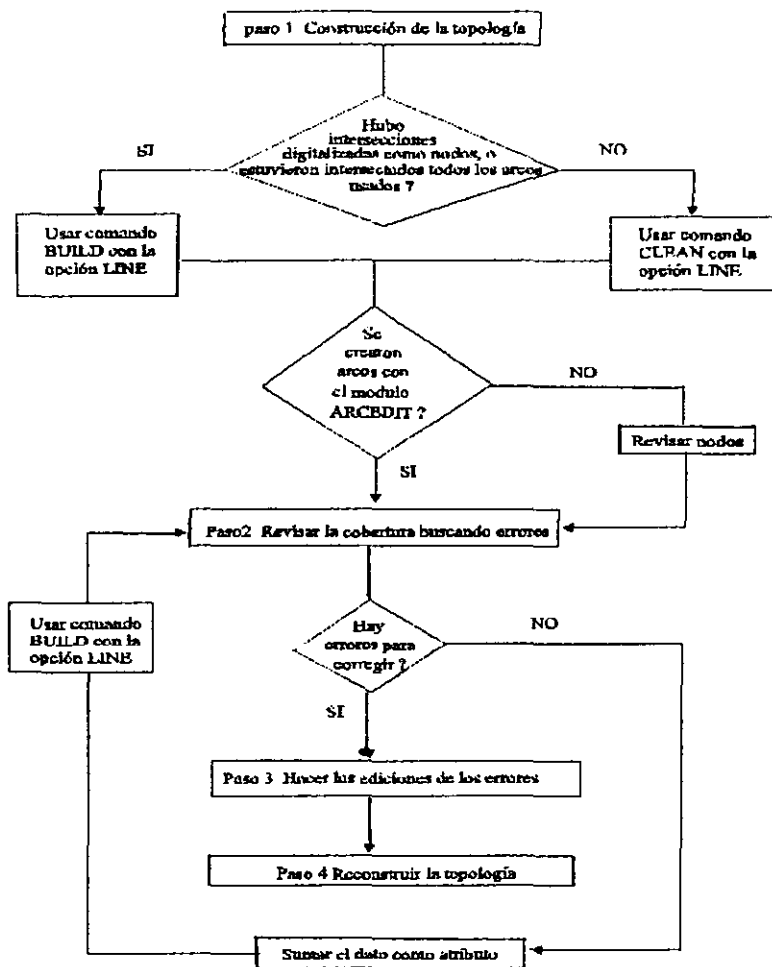 paso 1 Construcción de la topología
Hubo
intersecciones
digitalizadas como nodos, o
estuvieron intersectados todos los arcos
usados ?
SI
NO
Usar comando
BUILD con la
opción LINE
Usar comando
CLEAN con la
opción LINE
Se
crearon
arcos con
el modulo
ARCEDIT ?
NO
Revisar nodos
SI
Paso2 Revisar la cobertura buscando errores
Usar comando
BUILD con la
opción LINE
Hay
errores para
corregir ?
NO
SI
Paso 3 Hacer las ediciones de los errores
Paso 4 Reconstruir la topología
Sumar el dato como atributo